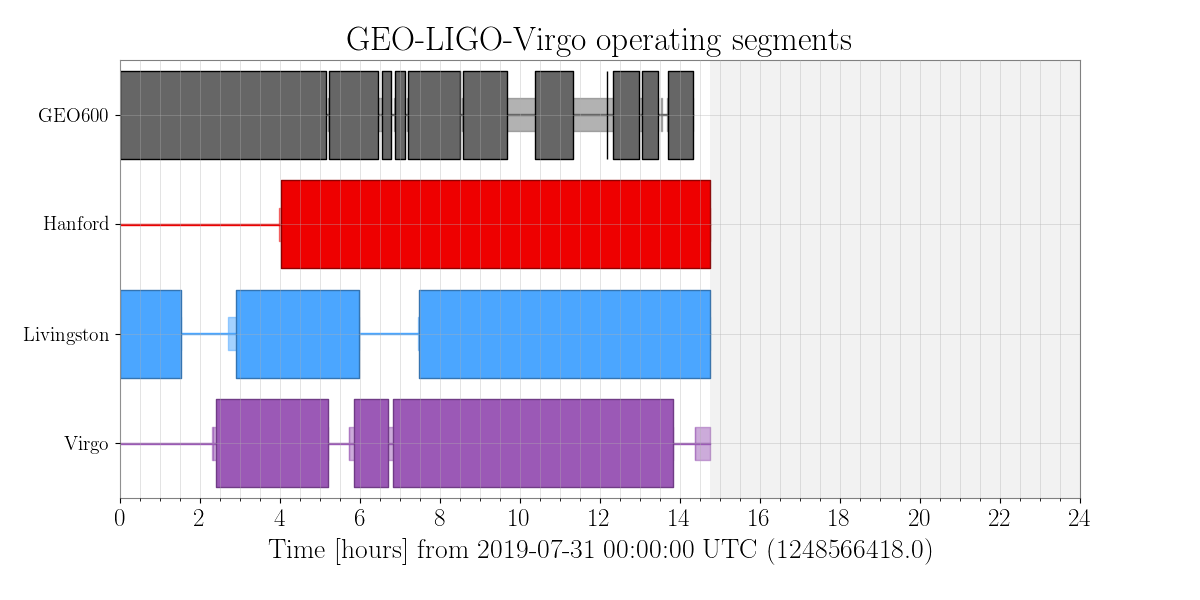 GEO-LIGO-Virgo operating segments
GEO600
Hanford
Livingston
Virgo
0 2 4 6 8 10 12 14 16 18 20 22 24
Time [hours] from 2019-07-31 00:00:00 UTC (1248566418.0)